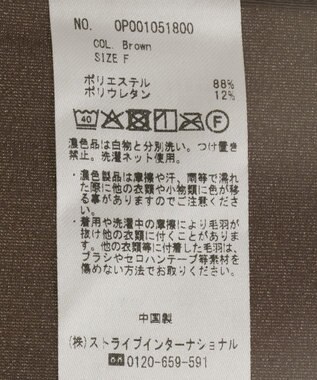 NO. 0P001051800
COL. Brown
SIZE F
ポリエステル 88%
ポリウレタン 12%
40 F
濃色品は白物と分別洗い。つけ置き
禁止。洗濯ネット使用。
・濃色製品は摩擦や汗、雨等で濡れ
た際に他の衣類や小物類に色が移
る事がありますのでご注意くださ
い。
・着用や洗濯中の摩擦により毛羽が
抜け他の衣類に付くことがありま
す。他の衣類等に付着した毛羽は、
ブラシやセロハンテープ等素材を
傷めない方法でお取りください。
中国製
(株)ストライプインターナショナル
0120-659-591